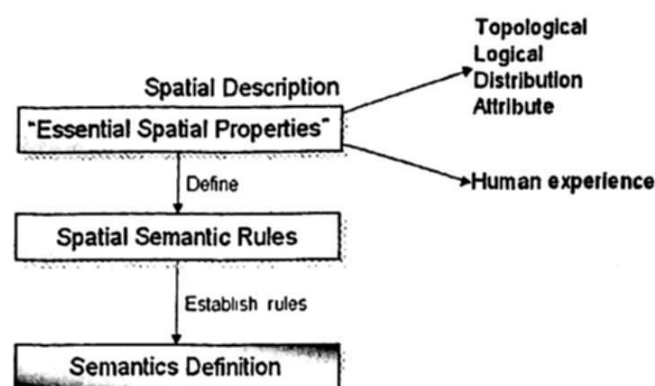 Topological
Logical
Distribution
Attribute
Spatial Description
"Essential Spatial Properties"
Human experience
Define
Spatial Semantic Rules
Establish rules
Semantics Definition